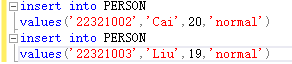 insert into PERSON
values('22321002','Cai',20,'normal')
insert into PERSON
values('22321003','Liu',19,'normal')